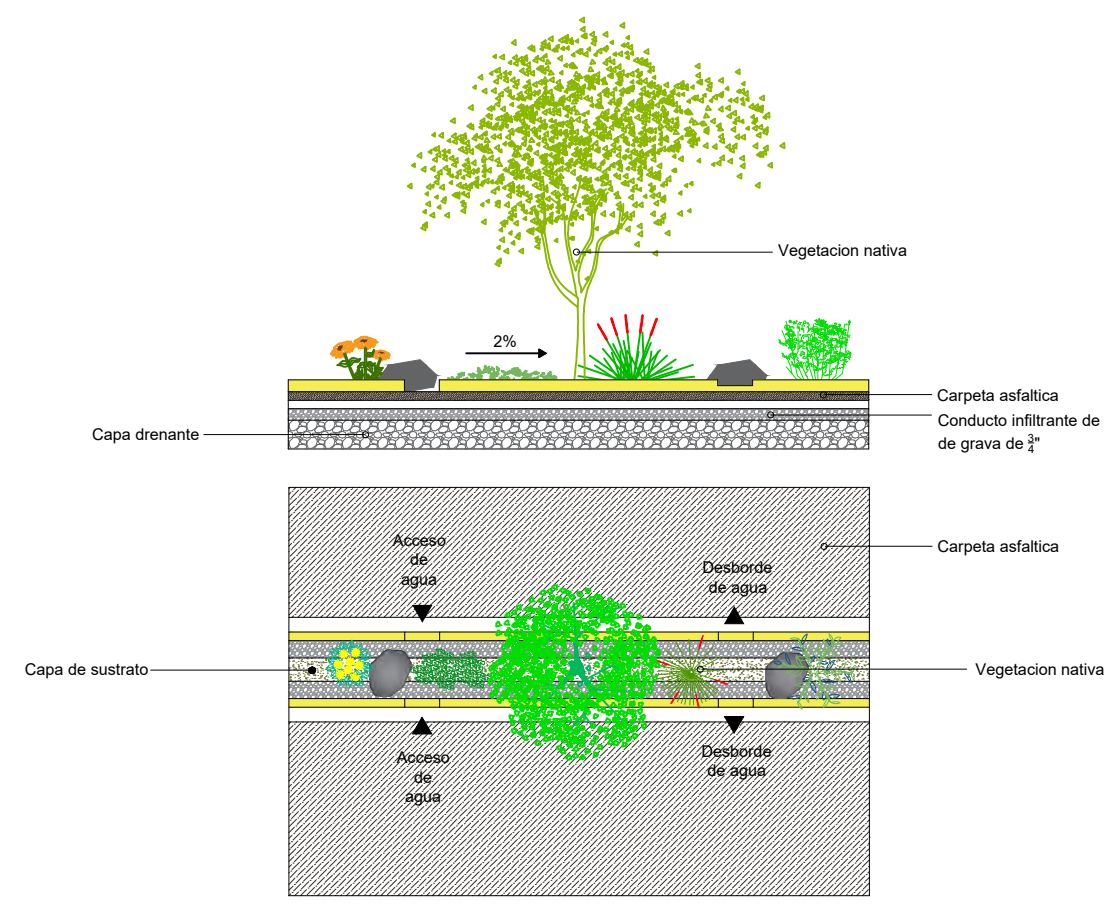 Vegetacion nativa
2%
Carpeta asfaltica
Conducto infiltrante de
de grava de 3/4"
Capa drenante
Acceso
de
agua
Carpeta asfaltica
Desborde
de agua
Capa de sustrato
Vegetacion nativa
Acceso
de
agua
Desborde
de agua